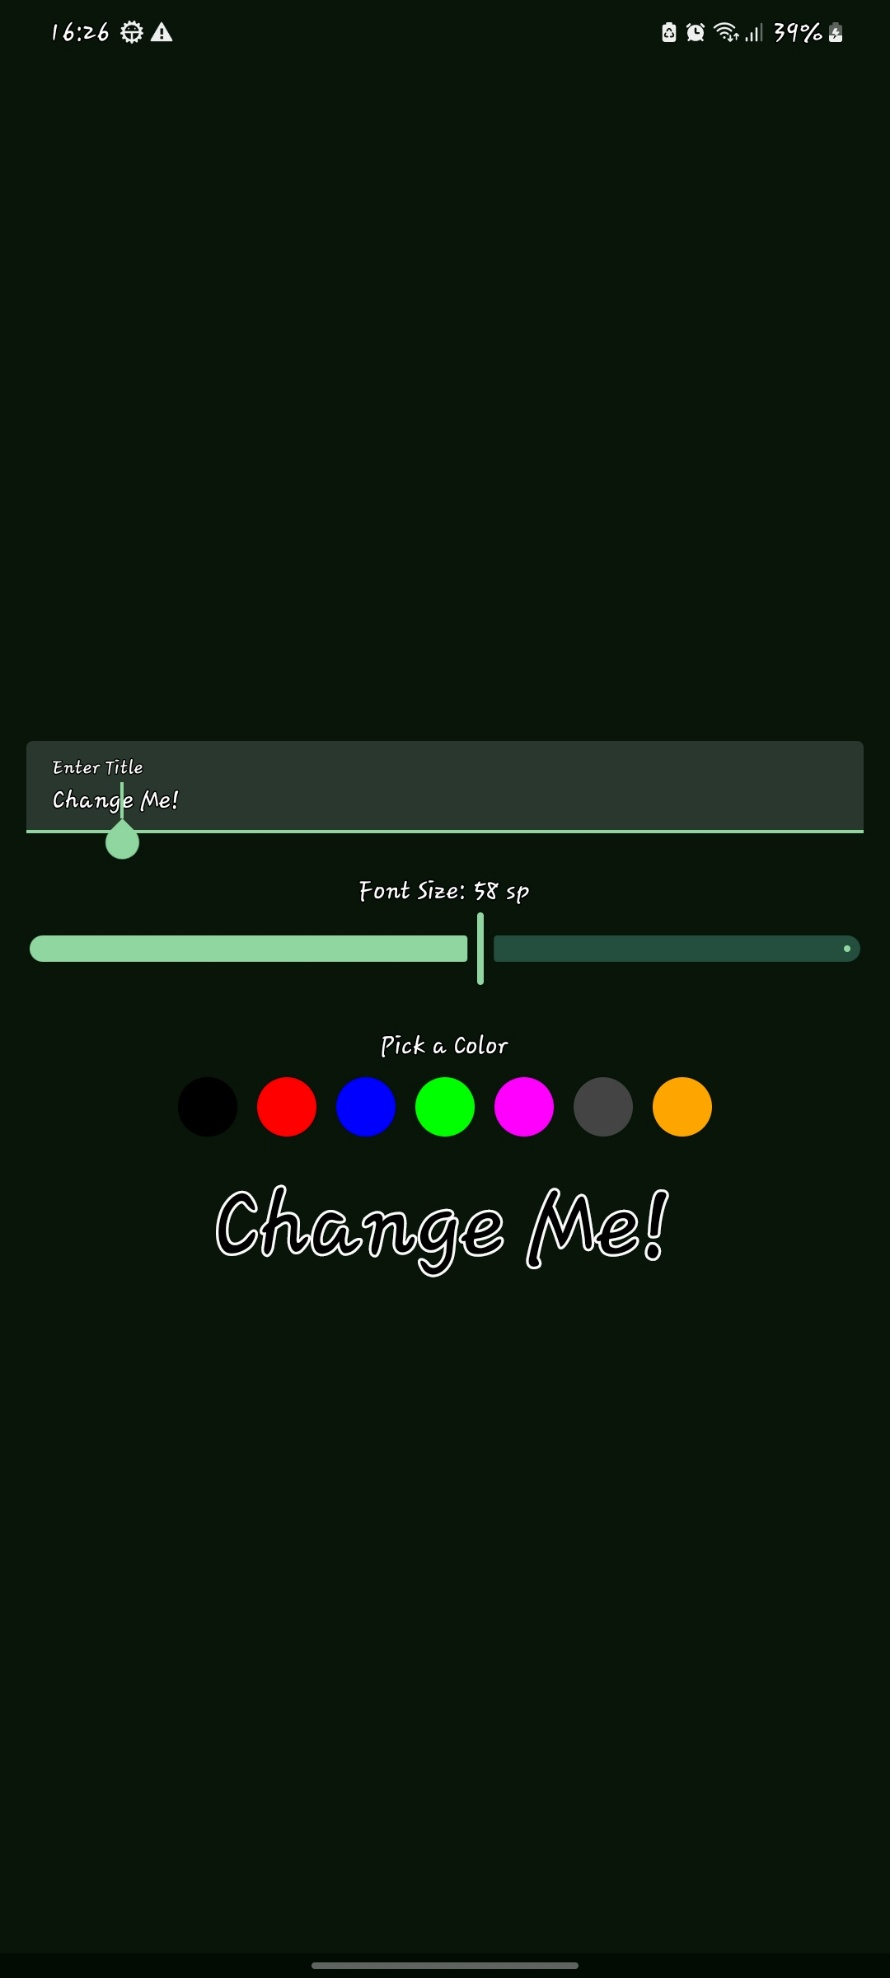 16:26 39%
Enter Title
Change Me!
Font Size: 58 sp
Pick a Color
Change Me!